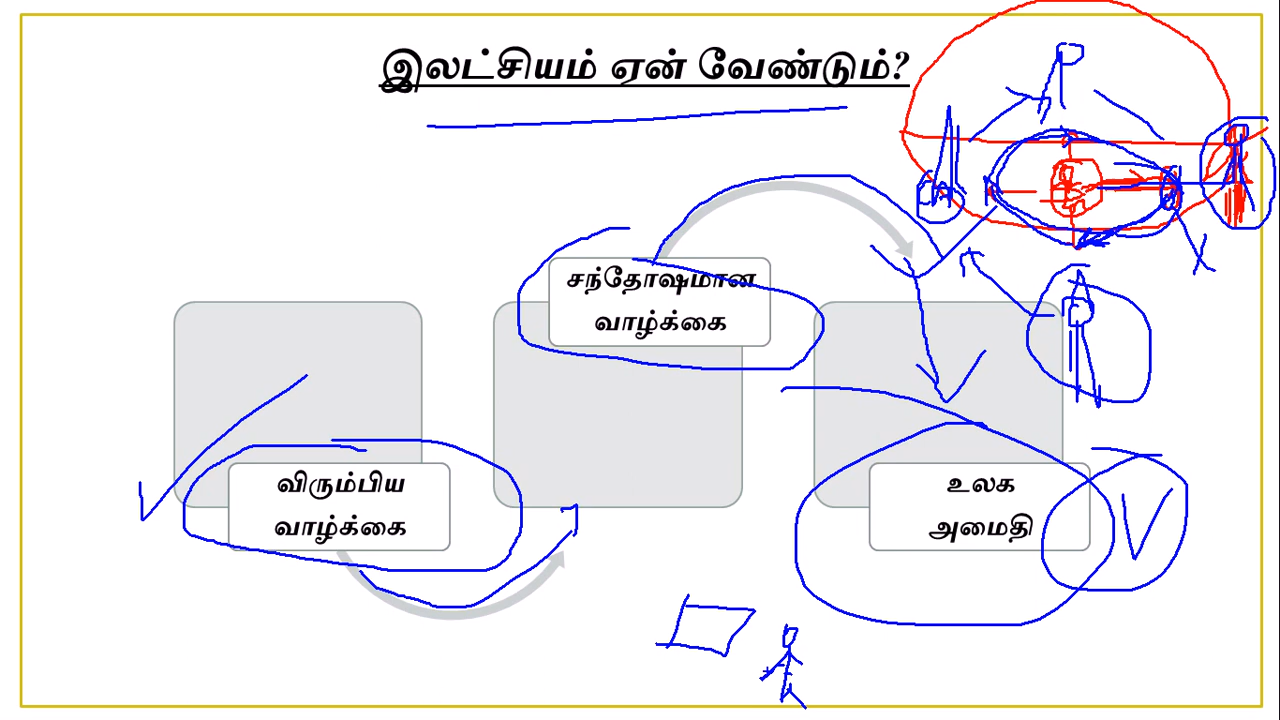 இலட்சியம் ஏன் வேண்டும்?
சந்தோஷமான
வாழ்க்கை
விரும்பிய
வாழ்க்கை
உலக
அமைதி